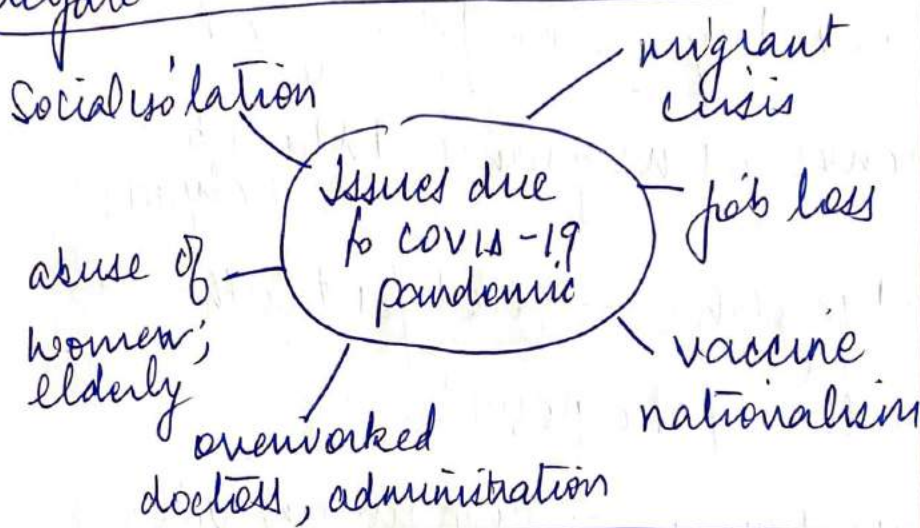 Social isolation
migrant
crisis
Issues due
to COVID-19
pandemic
job loss
abuse of
women;
elderly
vaccine
nationalism
overworked
doctors, administration